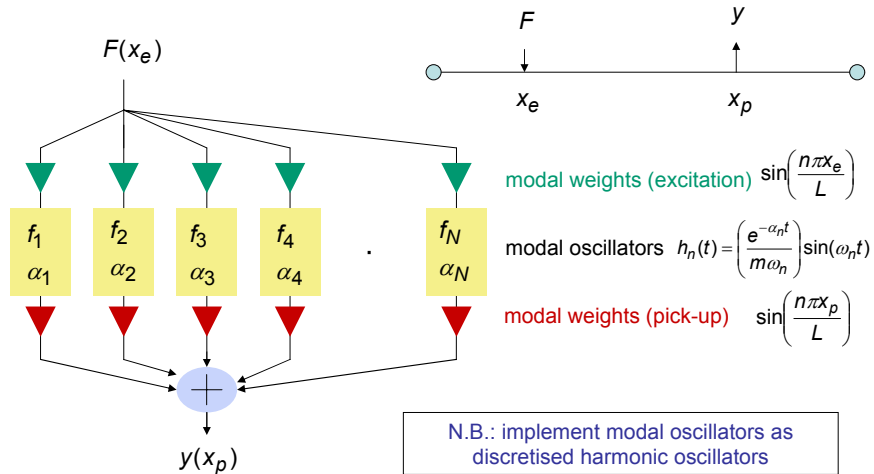 F(x_e)
F
y
x_e
x_p
modal weights (excitation) sin(nπx_e/L)
f_1 f_2 f_3 f_4 . f_N
α_1 α_2 α_3 α_4 α_N
modal oscillators h_n(t) = (e^{-α_n t}/mω_n) sin(ω_n t)
modal weights (pick-up) sin(nπx_p/L)
+
y(x_p)
N.B.: implement modal oscillators as
discretised harmonic oscillators